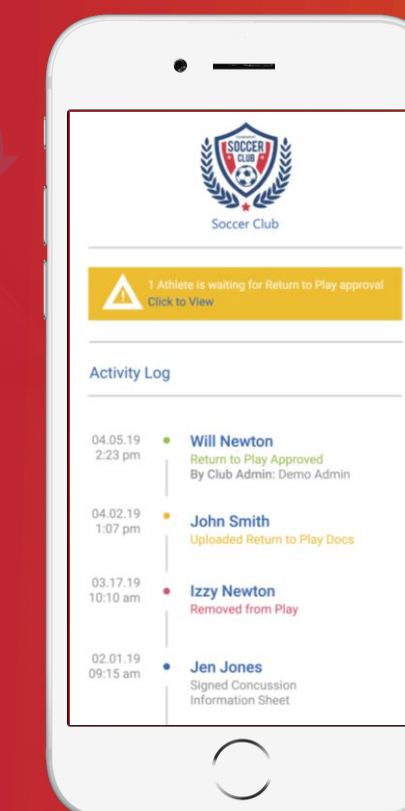 SOCCER
CLUB
Soccer Club
1 Athlete is waiting for Return to Play approval
Click to View
Activity Log
04.05.19
2:23 pm
Will Newton
Return to Play Approved
By Club Admin: Demo Admin
04.02.19
1:07 pm
John Smith
Uploaded Return to Play Docs
03.17.19
10:10 am
Izzy Newton
Removed from Play
02.01.19
09:15 am
Jen Jones
Signed Concussion
Information Sheet